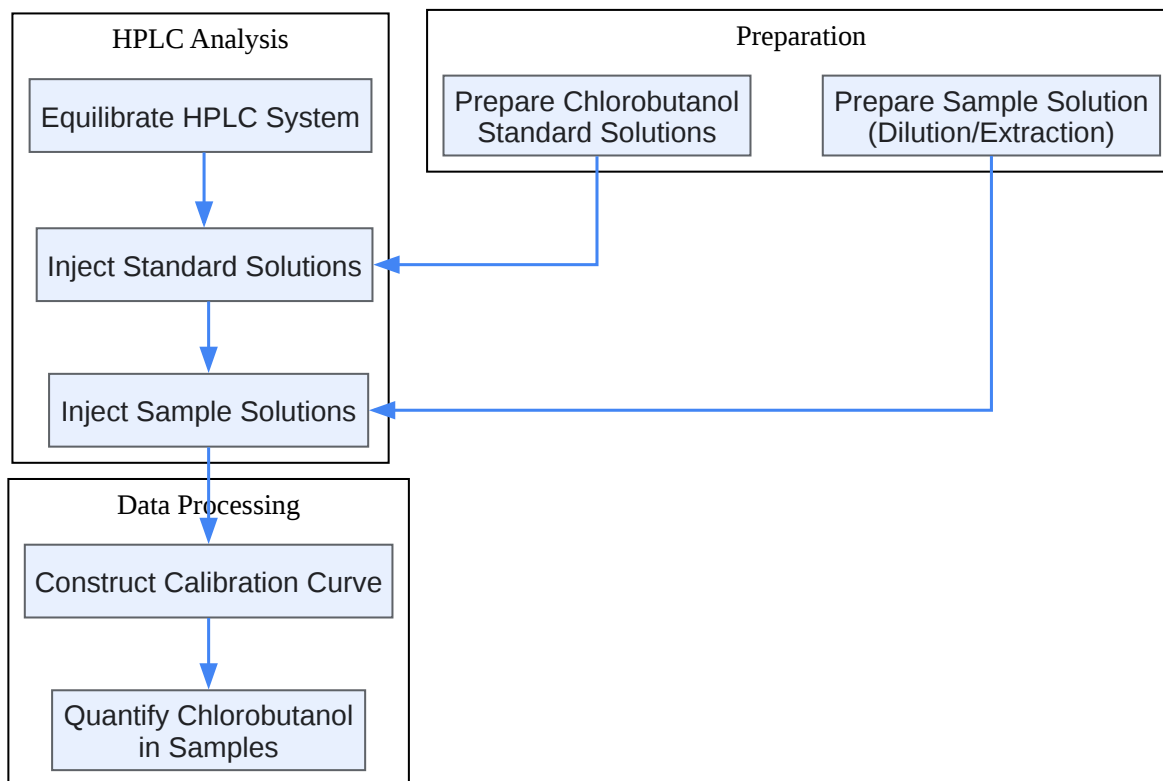 HPLC Analysis
Equilibrate HPLC System
Inject Standard Solutions
Inject Sample Solutions
Preparation
Prepare Chlorobutanol
Standard Solutions
Prepare Sample Solution
(Dilution/Extraction)
Data Processing
Construct Calibration Curve
Quantify Chlorobutanol
in Samples